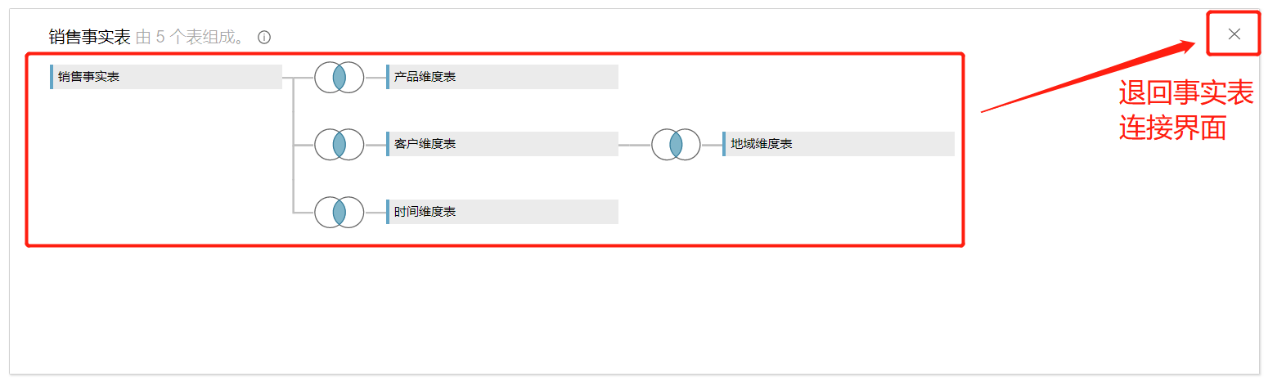 销售事实表 由 5 个表组成。
销售事实表
产品维度表
客户维度表
地域维度表
时间维度表
退回事实表
连接界面